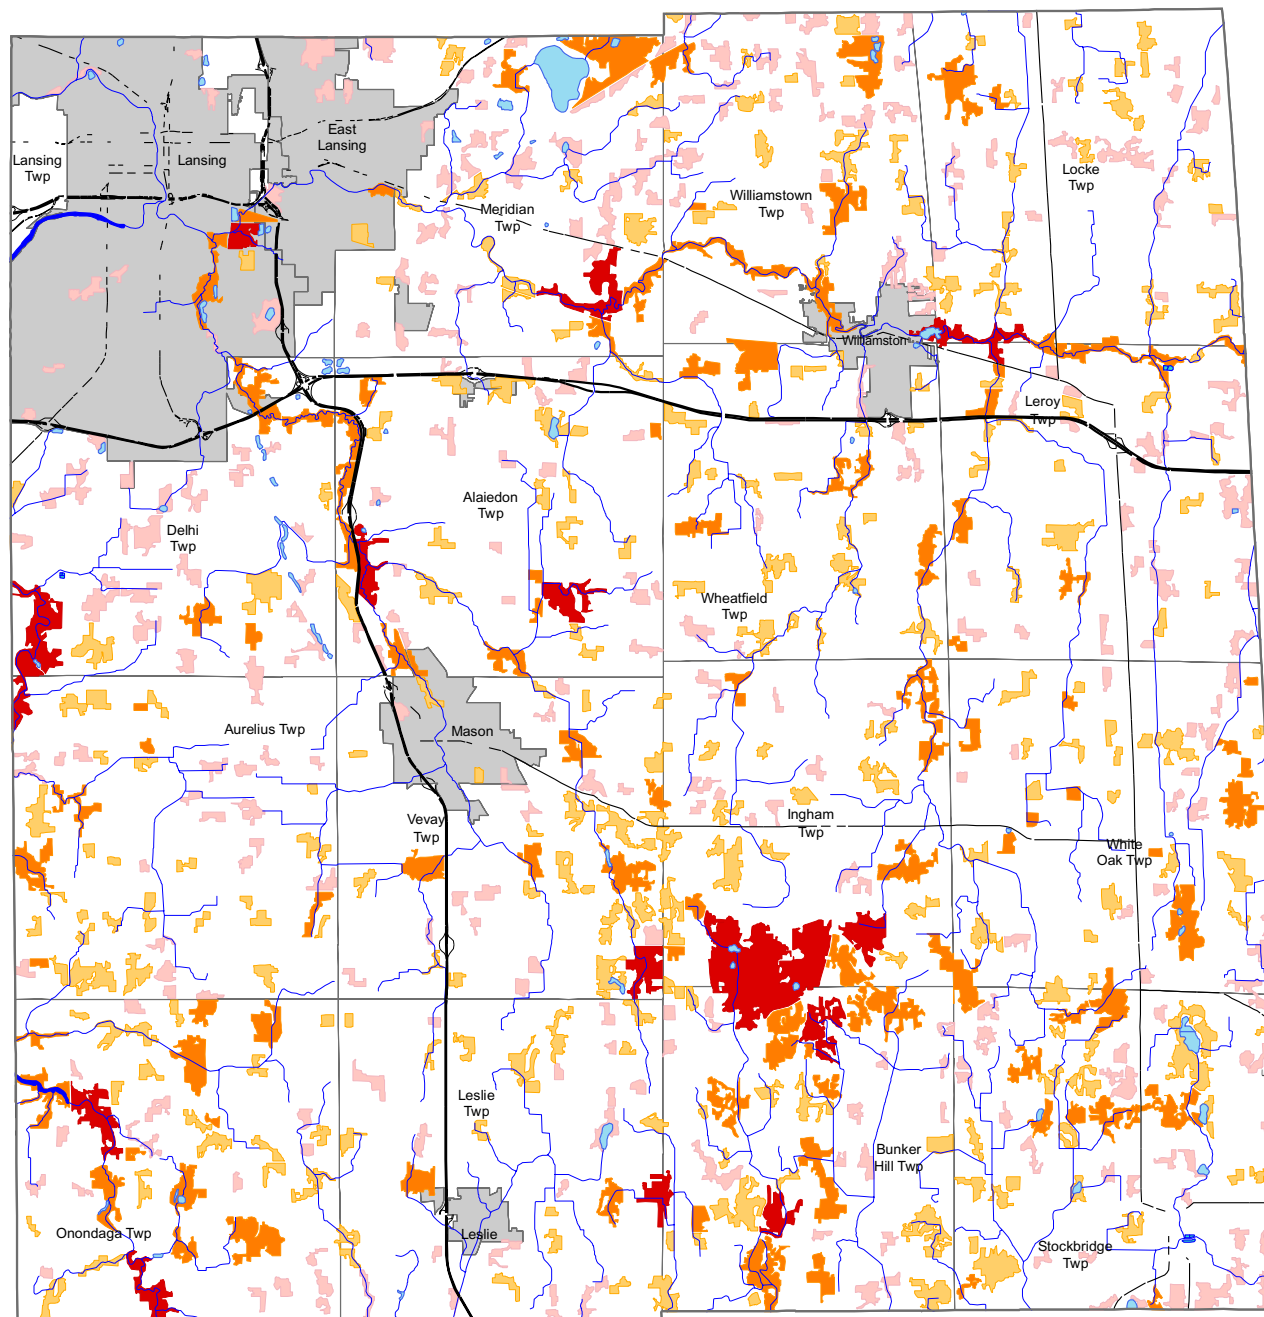 East
Lansing
Lansing
Twp
Lansing
Locke
Twp
Williamstown
Twp
Meridian
Twp
Williamston
Leroy
Twp
Alaiedon
Twp
Delhi
Twp
Wheatfield
Twp
Aurelius Twp
Mason
Ingham
Twp
Vevay
Twp
White
Oak Twp
Leslie
Twp
Bunker
Hill Twp
Onondaga Twp
Leslie
Stockbridge
Twp